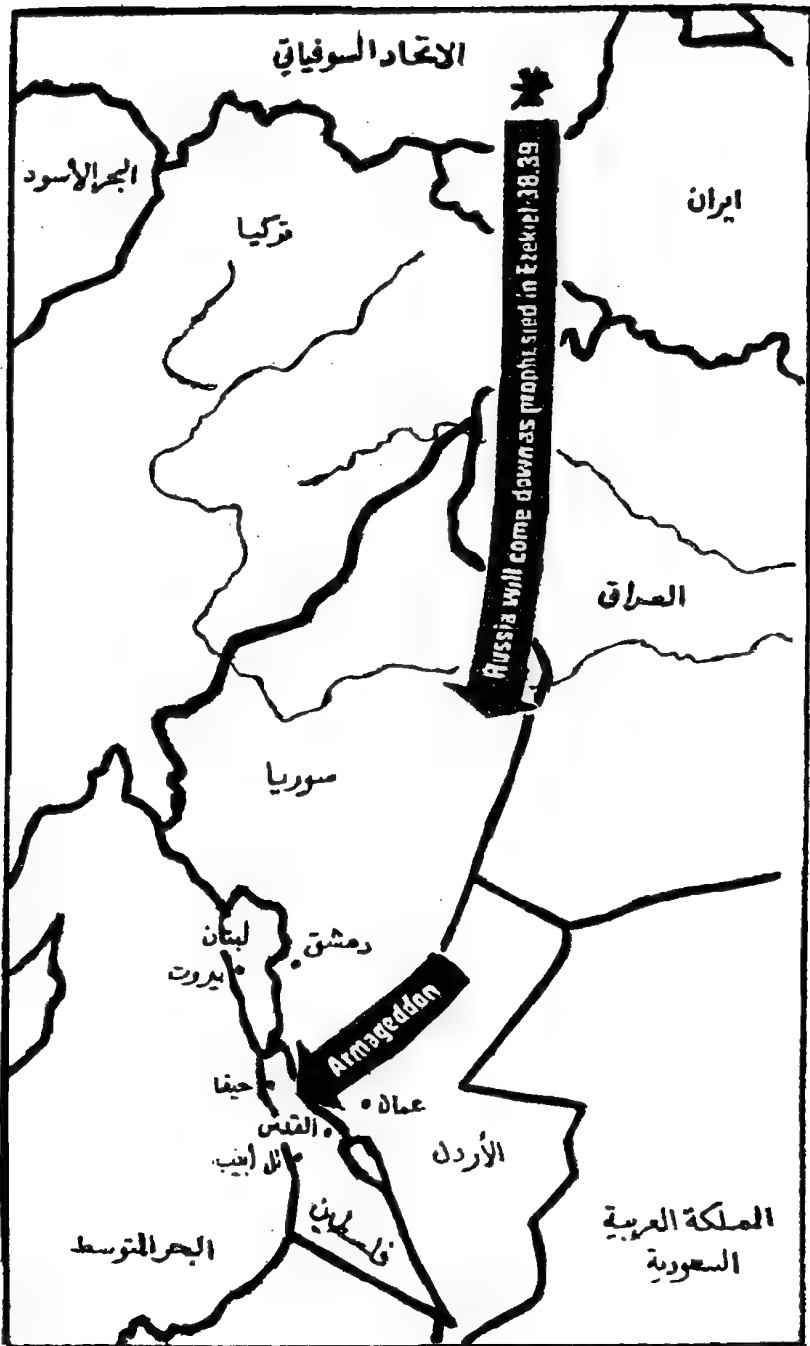 الاتحاد السوفياتي
البحر الأسود
تركيا
ايران
Russia will come down as prophesied in Ezekiel 38.39
العراق
سوريا
لبنان
دمشق
بيروت
Armageddon
حيفا
عمان
القدس
تل أبيب
الأردن
فلسطين
المملكة العربية
السعودية
البحر المتوسط